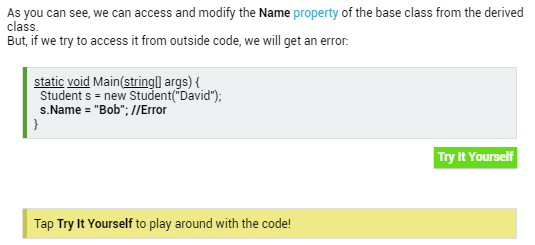 As you can see, we can access and modify the Name property of the base class from the derived
class.
But, if we try to access it from outside code, we will get an error:
static void Main(string[] args) {
Student s = new Student("David");
s.Name = "Bob"; //Error
}
Try It Yourself
Tap Try It Yourself to play around with the code!